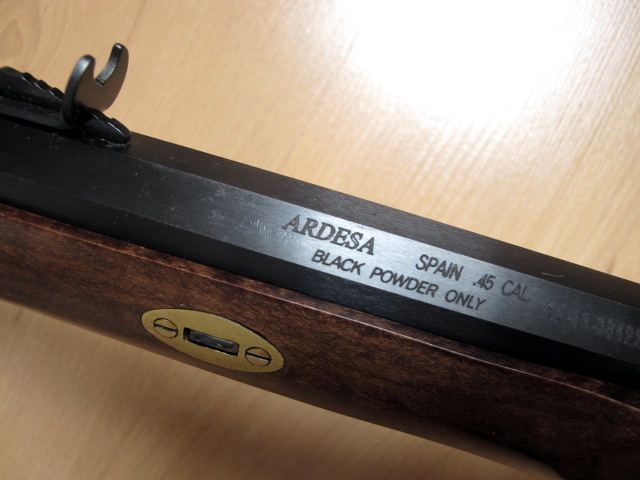 ARDESA SPAIN .45 CAL.
BLACK POWDER ONLY